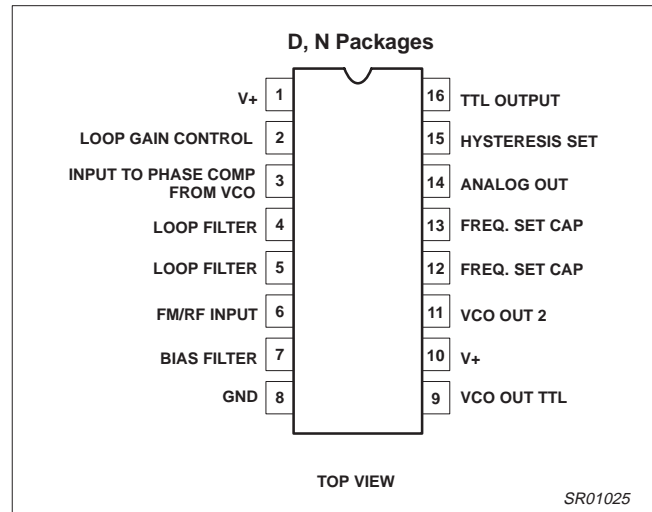 D, N Packages
V+ 1
LOOP GAIN CONTROL 2
INPUT TO PHASE COMP
FROM VCO 3
LOOP FILTER 4
LOOP FILTER 5
FM/RF INPUT 6
BIAS FILTER 7
GND 8
16 TTL OUTPUT
15 HYSTERESIS SET
14 ANALOG OUT
13 FREQ. SET CAP
12 FREQ. SET CAP
11 VCO OUT 2
10 V+
9 VCO OUT TTL
TOP VIEW
SR01025